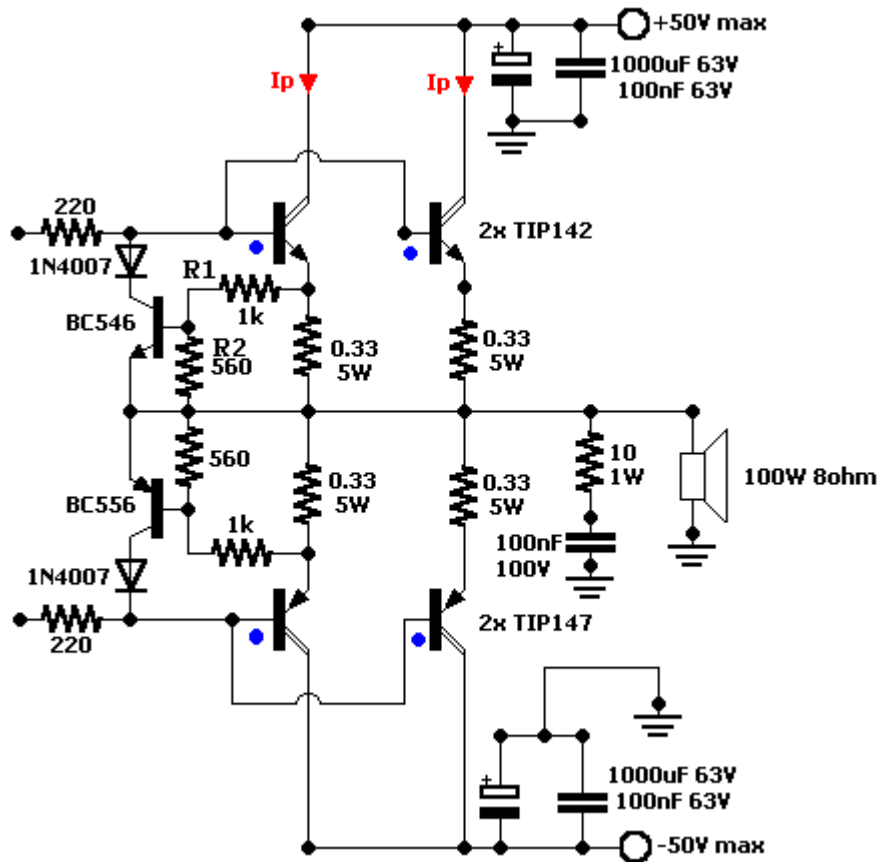 +50V max
Ip
Ip
1000uF 63V
100nF 63V
220
2x TIP142
1N4007
R1
1k
BC546
R2
560
0.33
5W
0.33
5W
560
0.33
5W
0.33
5W
10
1W
100W 8ohm
BC556
1k
100nF
100V
1N4007
220
2x TIP147
+
+
1000uF 63V
100nF 63V
-50V max